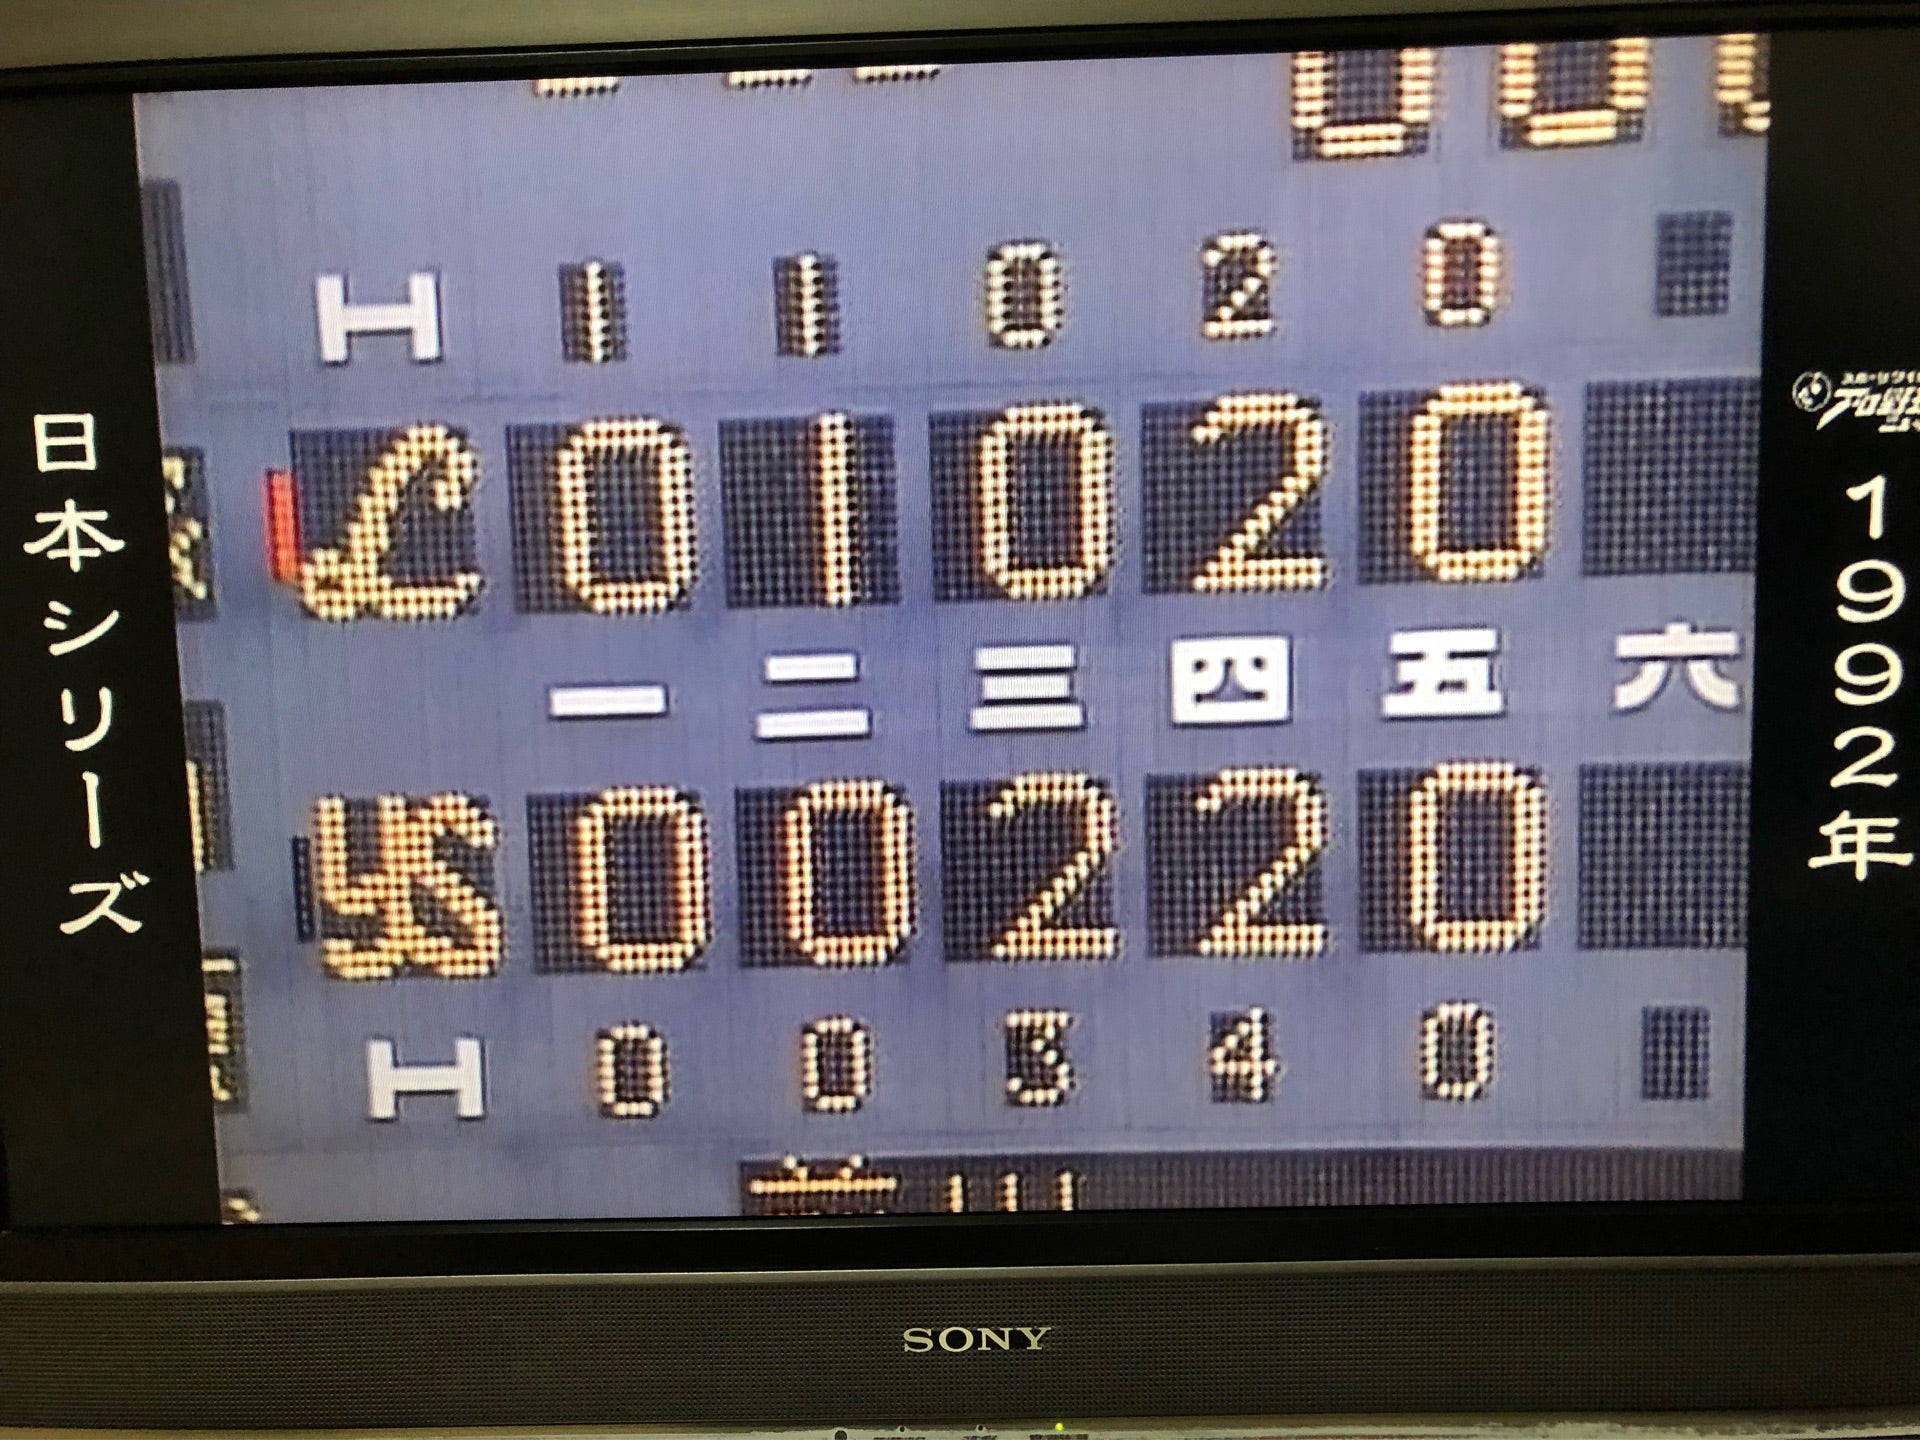 日本シリーズ
H 1 1 0 2 0
L 0 1 0 2 0
一 二 三 四 五 六
YS 0 0 2 2 0
H 0 0 3 4 0
1992年
SONY